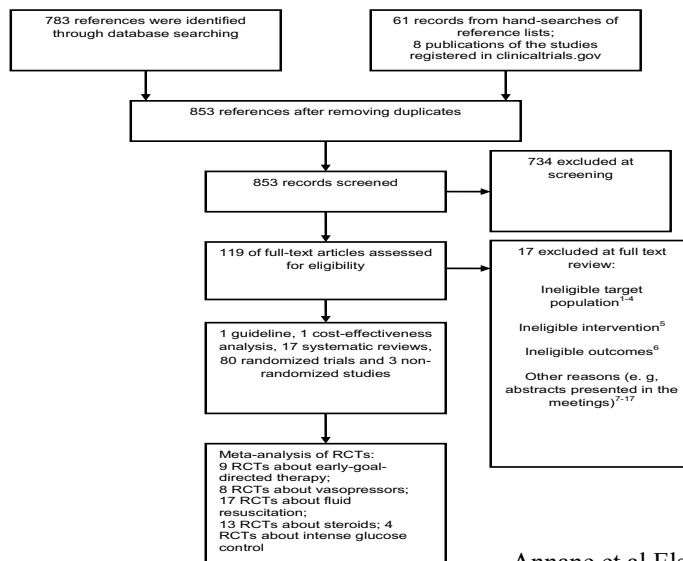 783 references were identified
through database searching
61 records from hand-searches of
reference lists;
8 publications of the studies
registered in clinicaltrials.gov
853 references after removing duplicates
853 records screened
734 excluded at
screening
119 of full-text articles assessed
for eligibility
17 excluded at full text
review:
Ineligible target
population1-4
Ineligible intervention5
Ineligible outcomes6
Other reasons (e. g,
abstracts presented in the
meetings)7-17
1 guideline, 1 cost-effectiveness
analysis, 17 systematic reviews,
80 randomized trials and 3 non-
randomized studies
Meta-analysis of RCTs:
9 RCTs about early-goal-
directed therapy;
8 RCTs about vasopressors;
17 RCTs about fluid
resuscitation;
13 RCTs about steroids; 4
RCTs about intense glucose
control